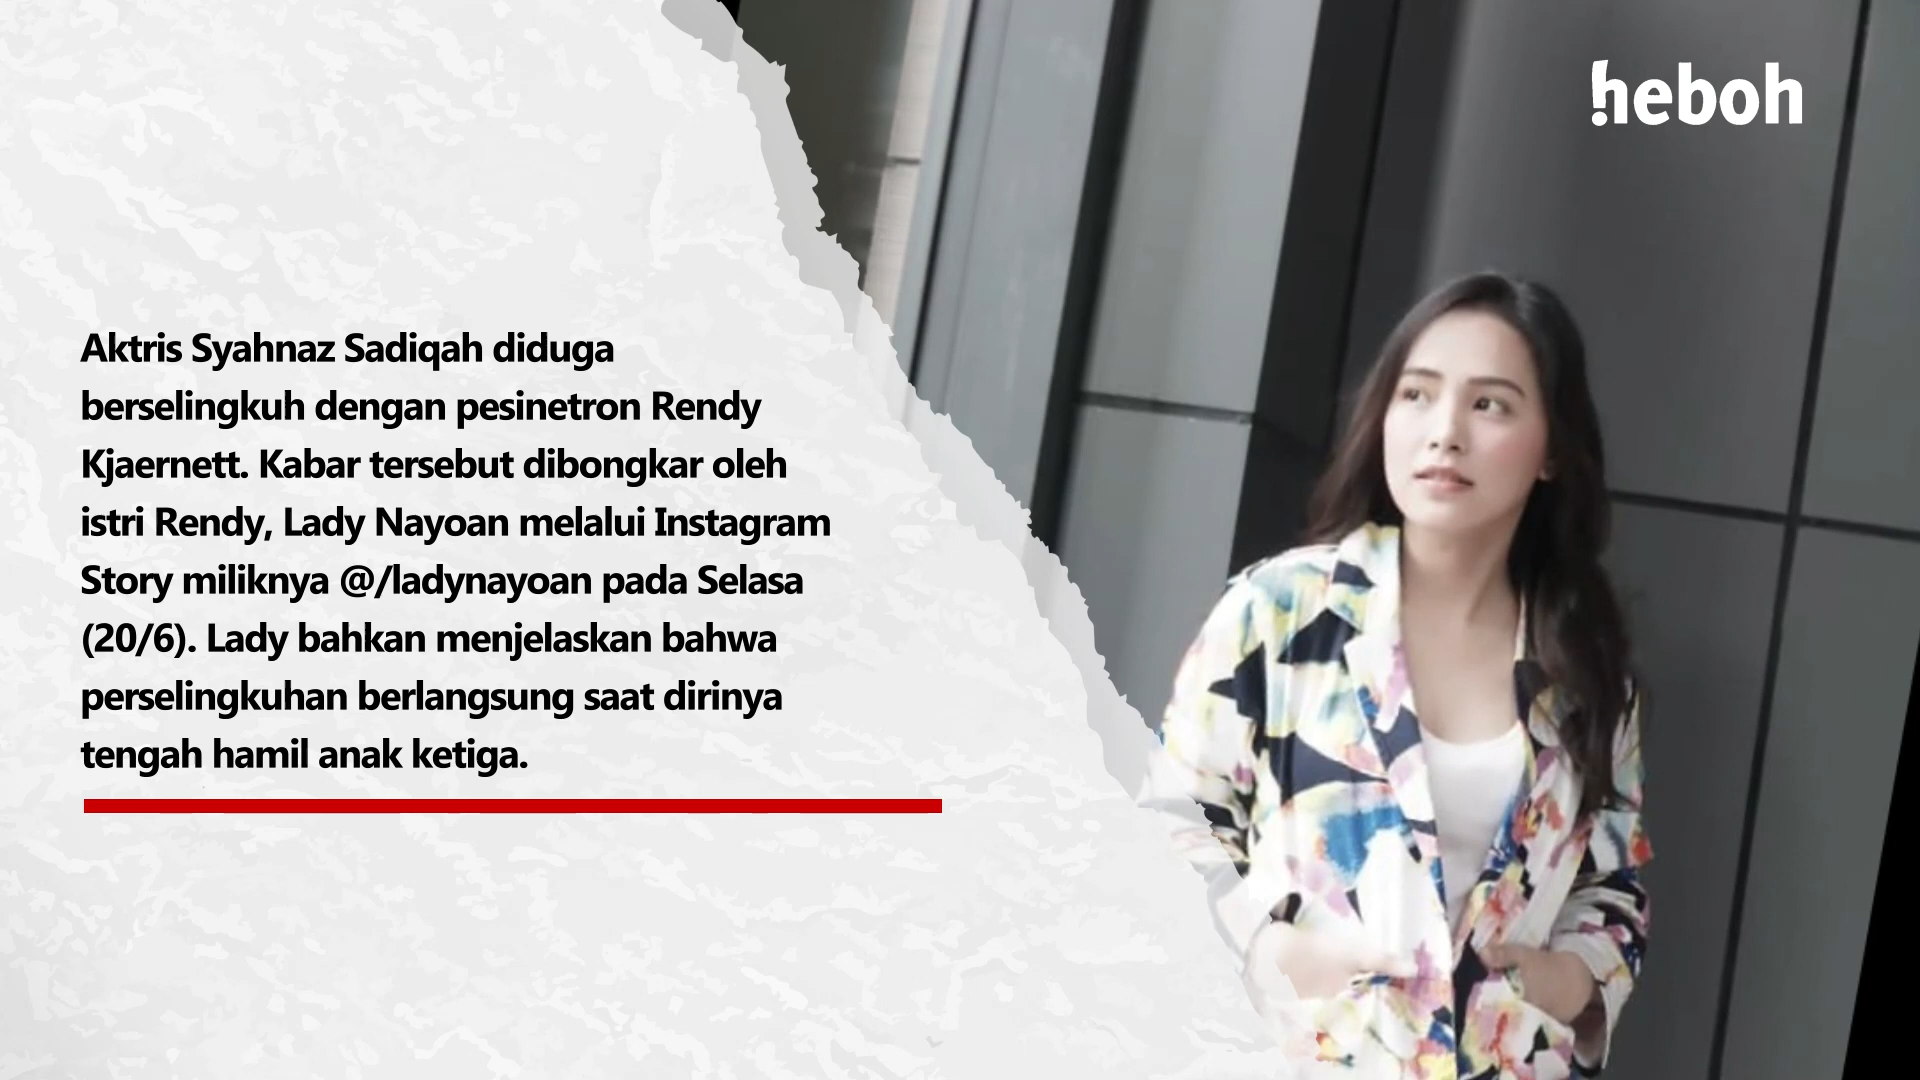 heboh
Aktris Syahnaz Sadiqah diduga
berselingkuh dengan pesinetron Rendy
Kjaernett. Kabar tersebut dibongkar oleh
istri Rendy, Lady Nayoan melalui Instagram
Story miliknya @/ladynayoan pada Selasa
(20/6). Lady bahkan menjelaskan bahwa
perselingkuhan berlangsung saat dirinya
tengah hamil anak ketiga.